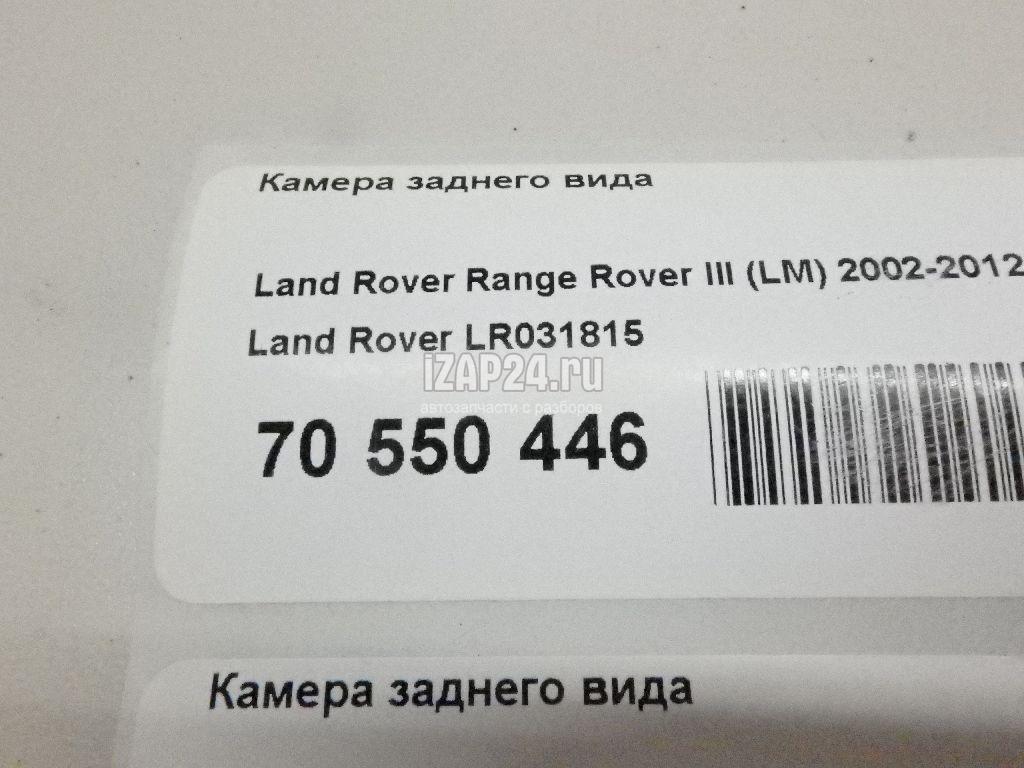 Камера заднего вида
Land Rover Range Rover III (LM) 2002-2012
Land Rover LR031815
iZAP24.ru
автозапчасти с разборов
70 550 446
Камера заднего вида